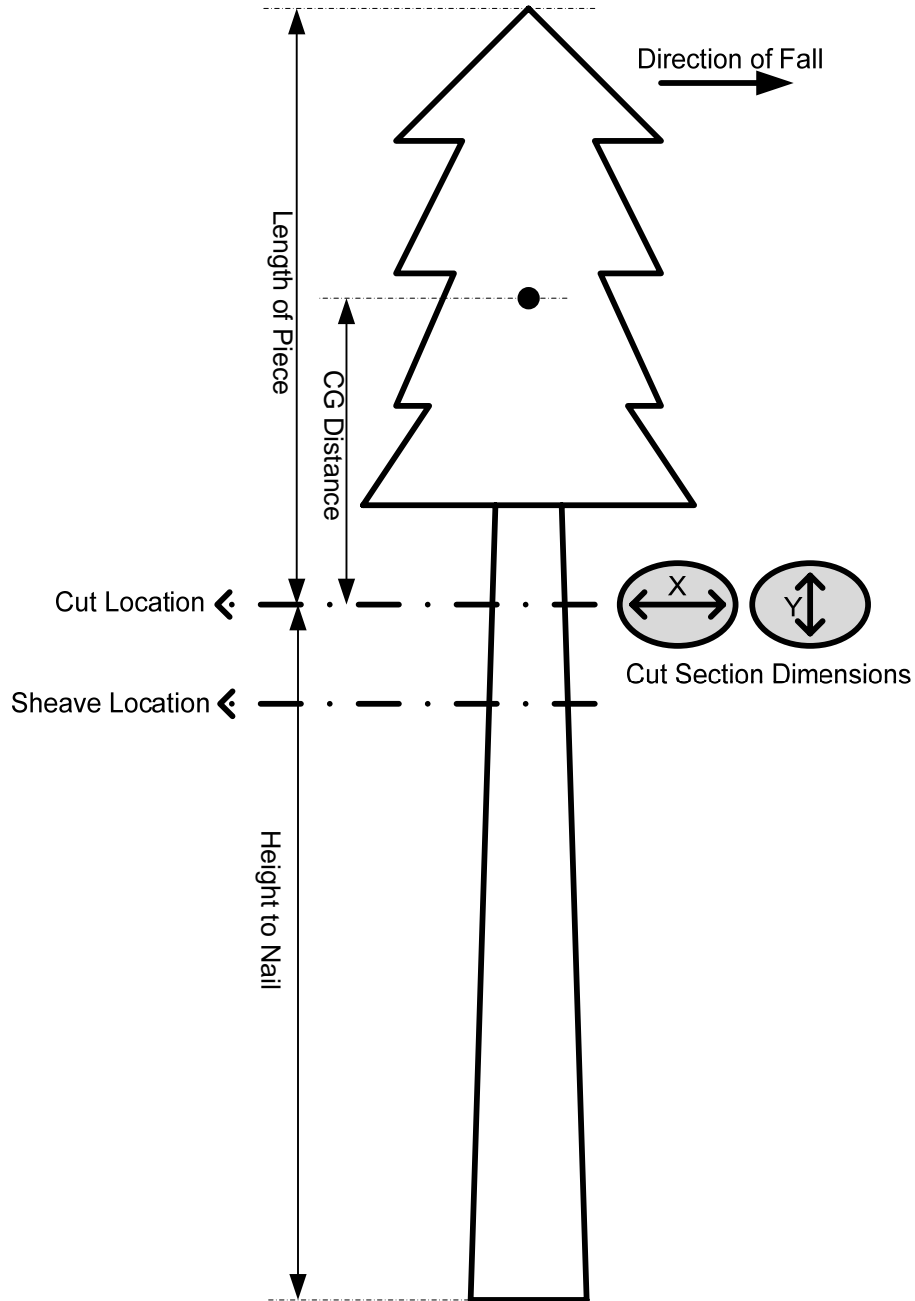 Direction of Fall
Length of Piece
CG Distance
Cut Location
X
Y
Cut Section Dimensions
Sheave Location
Height to Nail